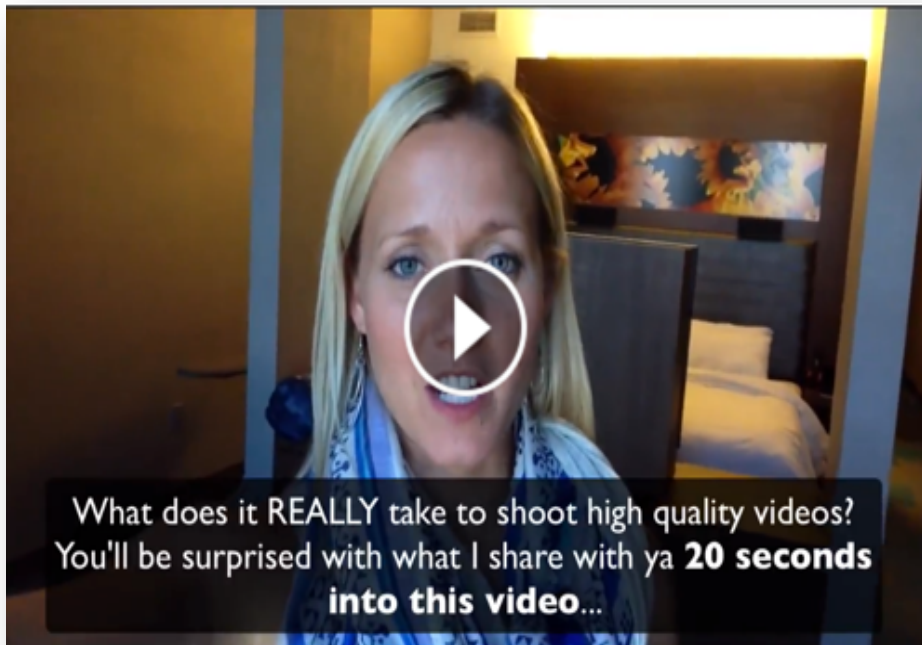 What does it REALLY take to shoot high quality videos?
You'll be surprised with what I share with ya 20 seconds
into this video...